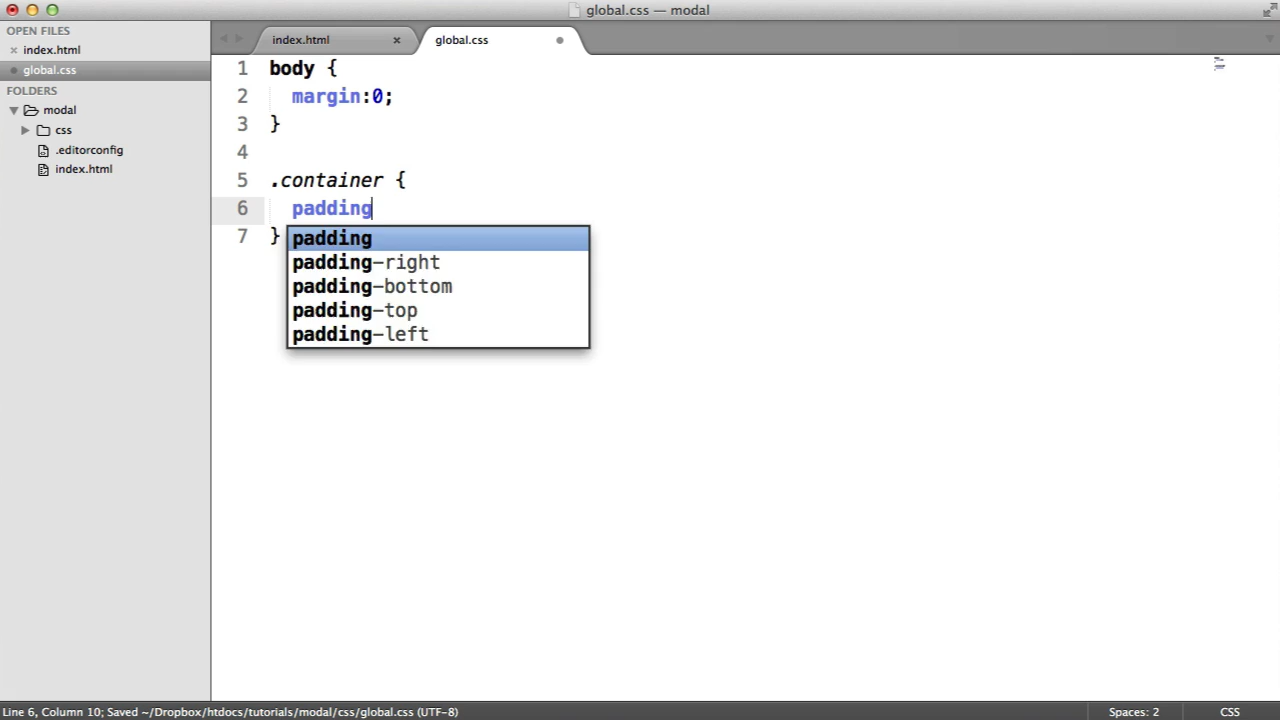 global.css — modal
OPEN FILES
index.html
global.css
FOLDERS
modal
css
.editorconfig
index.html
index.html
global.css
1 body {
2 margin:0;
3 }
4
5 .container {
6 padding
7 }
padding
padding-right
padding-bottom
padding-top
padding-left
Line 6, Column 10; Saved ~/Dropbox/htdocs/tutorials/modal/css/global.css (UTF-8)
Spaces: 2
CSS